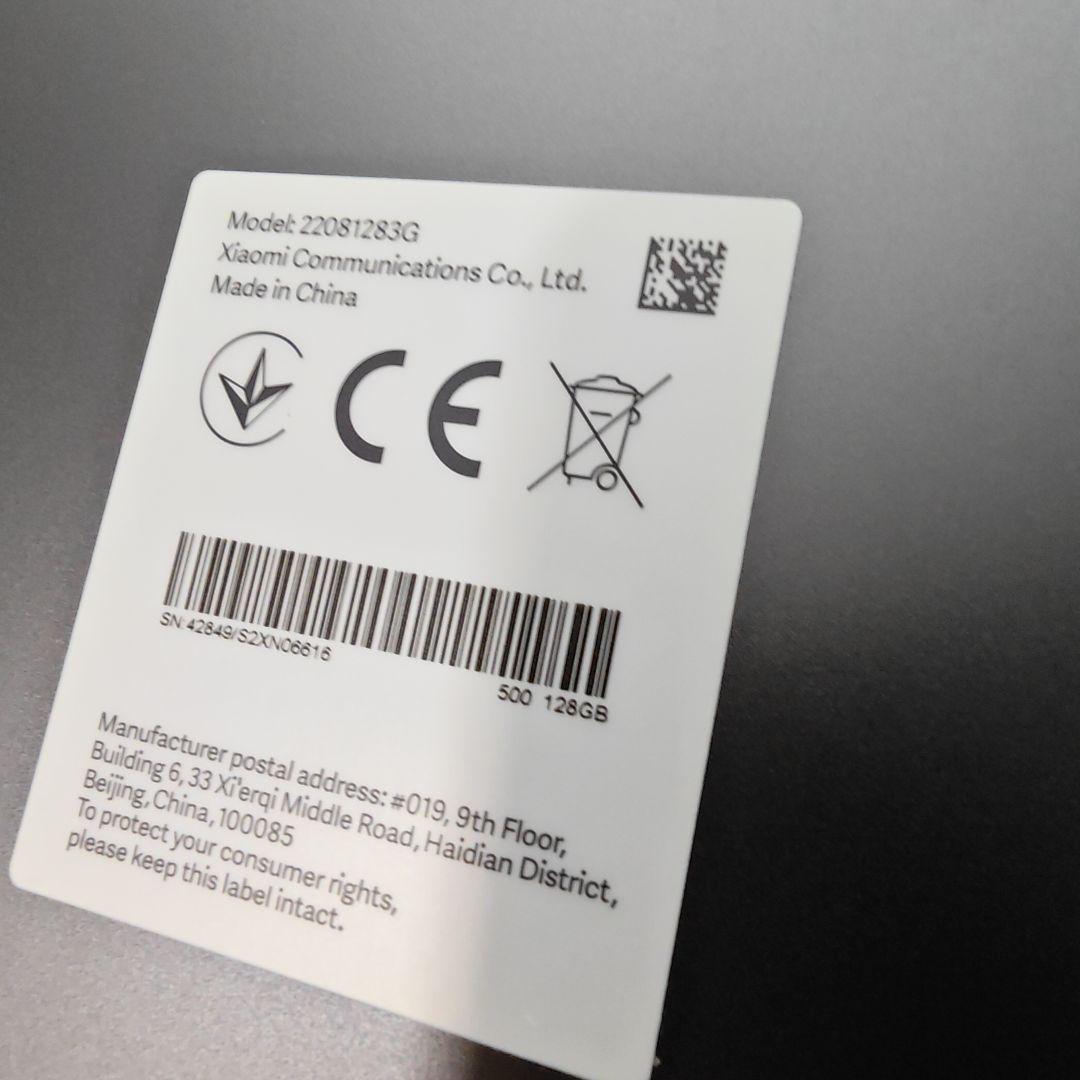 Model: 22081283G
Xiaomi Communications Co., Ltd.
Made in China
CE
SN:42849/S2XN06616
500 128GB
Manufacturer postal address: #019, 9th Floor,
Building 6, 33 Xi'erqi Middle Road, Haidian District,
Beijing, China, 100085
To protect your consumer rights,
please keep this label intact.